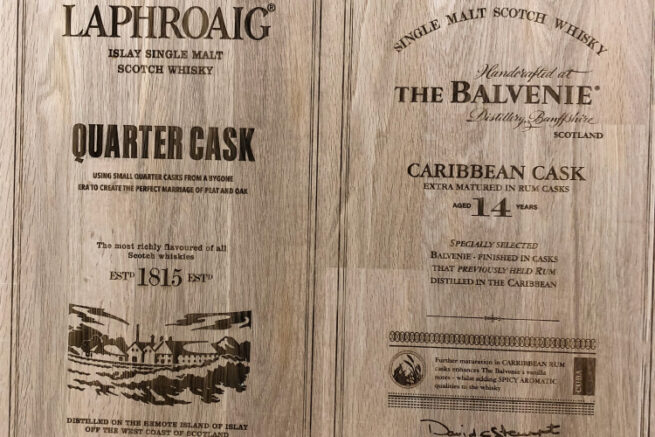 LAPHROAIG®
ISLAY SINGLE MALT
SCOTCH WHISKY
QUARTER CASK
USING SMALL QUARTER CASKS FROM A BYGONE
ERA TO CREATE THE PERFECT MARRIAGE OF PEAT AND OAK
The most richly flavoured of all
Scotch whiskies
ESTD 1815 ESTD
DISTILLED ON THE REMOTE ISLAND OF ISLAY
OFF THE WEST COAST OF SCOTLAND
SINGLE MALT SCOTCH WHISKY
Handcrafted at
THE BALVENIE®
Distillery, Banffshire
SCOTLAND
CARIBBEAN CASK
EXTRA MATURED IN RUM CASKS
AGED 14 YEARS
SPECIALLY SELECTED
BALVENIE · FINISHED IN CASKS
THAT PREVIOUSLY HELD RUM
DISTILLED IN THE CARIBBEAN
Further maturation in CARRIBBEAN RUM
casks enhances The Balvenie's vanilla
notes - whilst adding SPICY AROMATIC
qualities to the whisky
David C. Stewart